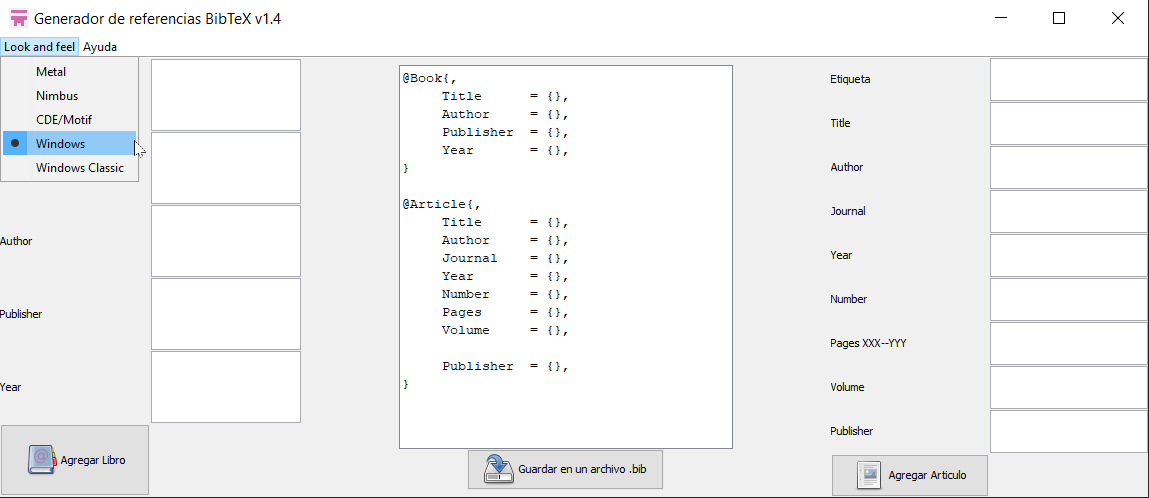 Generador de referencias BibTeX v1.4
Look and feel Ayuda
Metal
Nimbus
CDE/Motif
Windows
Windows Classic
Author
Publisher
Year
Agregar Libro
@Book{,
Title = {},
Author = {},
Publisher = {},
Year = {},
}
@Article{,
Title = {},
Author = {},
Journal = {},
Year = {},
Number = {},
Pages = {},
Volume = {},
Publisher = {},
}
Guardar en un archivo .bib
Etiqueta
Title
Author
Journal
Year
Number
Pages XXX--YYY
Volume
Publisher
Agregar Articulo